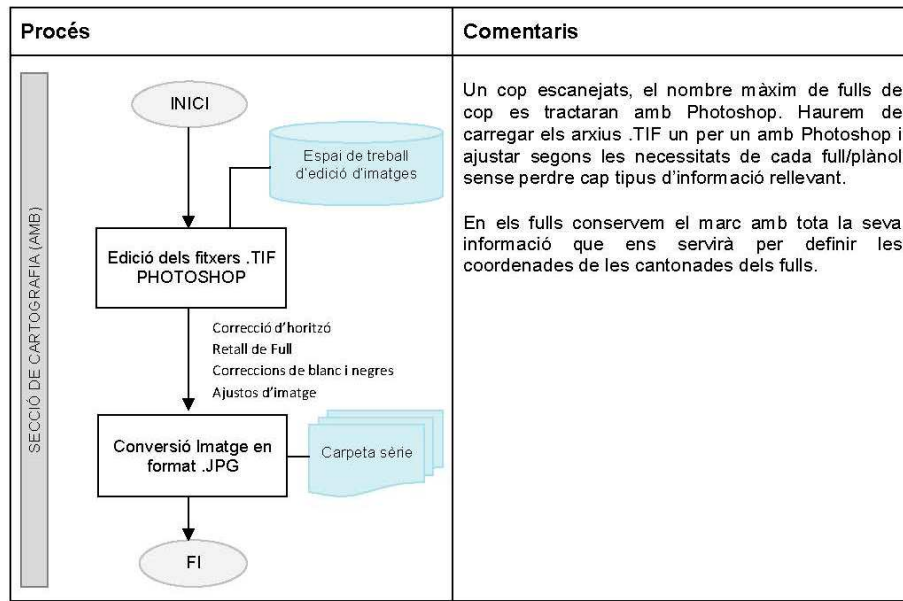 Procés
Comentaris
SECCIÓ DE CARTOGRAFIA (AMB)
INICI
Espai de treball
d'edició d'imatges
Edició dels fitxers .TIF
PHOTOSHOP
Correcció d'horitzó
Retall de Full
Correccions de blanc i negres
Ajustos d'imatge
Conversió Imatge en
format .JPG
Carpeta sèrie
FI
Un cop escanejats, el nombre màxim de fulls de
cop es tractaran amb Photoshop. Haurem de
carregar els arxius .TIF un per un amb Photoshop i
ajustar segons les necessitats de cada full/plànol
sense perdre cap tipus d'informació rellevant.
En els fulls conservem el marc amb tota la seva
informació que ens servirà per definir les
coordenades de les cantonades dels fulls.